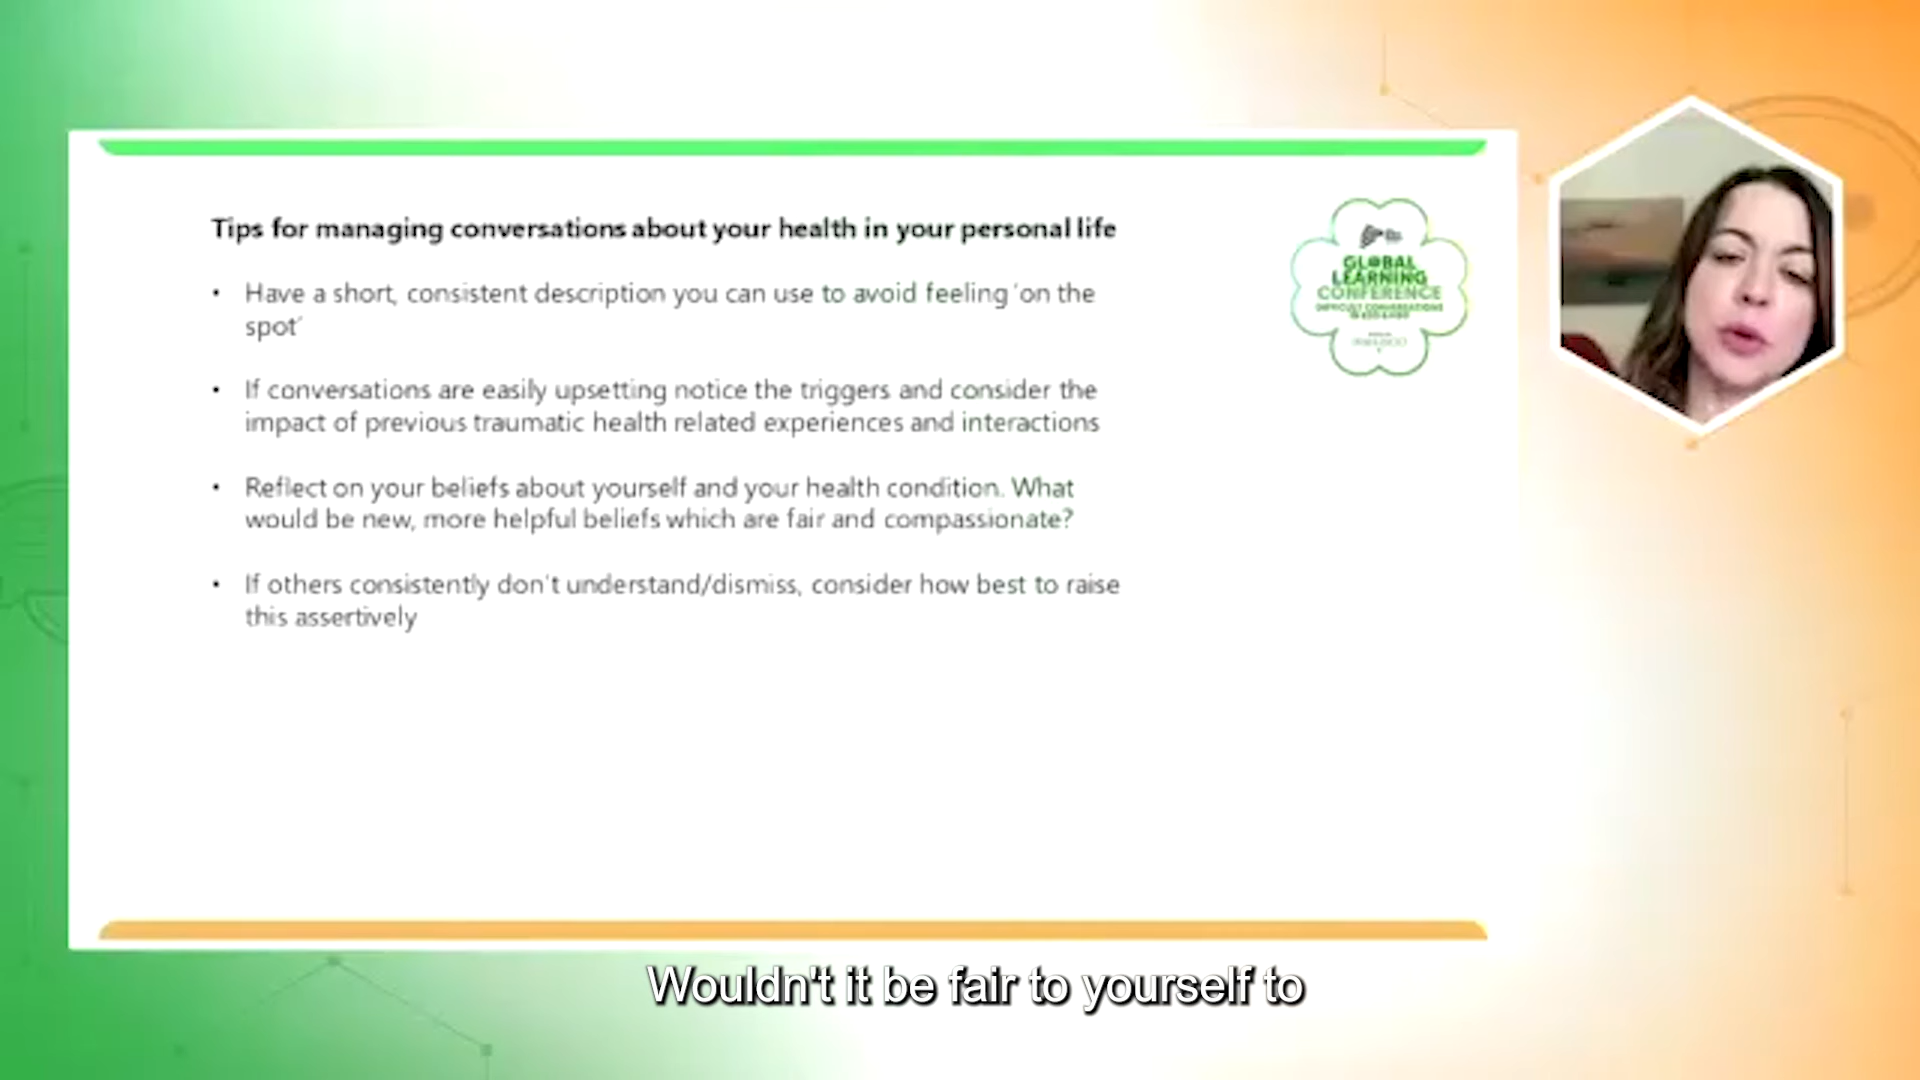 Tips for managing conversations about your health in your personal life
• Have a short, consistent description you can use to avoid feeling 'on the
spot'
• If conversations are easily upsetting notice the triggers and consider the
impact of previous traumatic health related experiences and interactions
• Reflect on your beliefs about yourself and your health condition. What
would be new, more helpful beliefs which are fair and compassionate?
• If others consistently don't understand/dismiss, consider how best to raise
this assertively
GLOBAL
LEARNING
CONFERENCE
DIFFICULT CONVERSATIONS
Wouldn't it be fair to yourself to